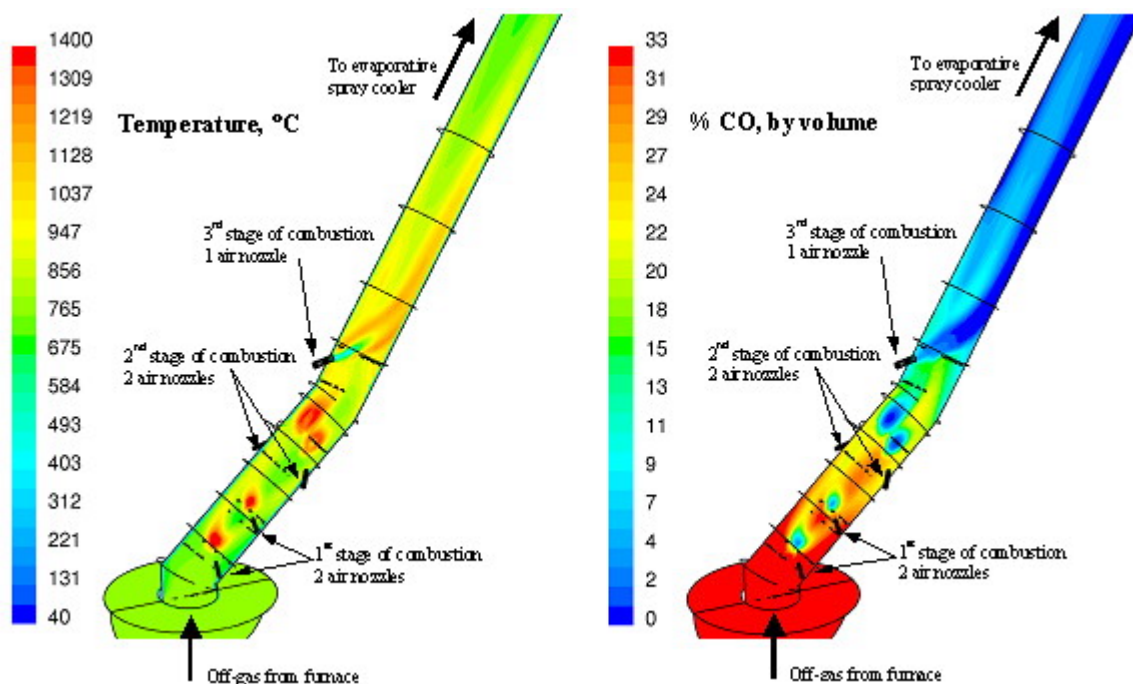 1400
1309
1219
1128
1037
947
856
765
675
584
493
403
312
221
131
40
Temperature, °C
To evaporative
spray cooler
3rd stage of combustion
1 air nozzle
2nd stage of combustion
2 air nozzles
1st stage of combustion
2 air nozzles
Off-gas from furnace
33
31
29
27
24
22
20
18
15
13
11
9
7
4
2
0
% CO, by volume
To evaporative
spray cooler
3rd stage of combustion
1 air nozzle
2nd stage of combustion
2 air nozzles
1st stage of combustion
2 air nozzles
Off-gas from furnace